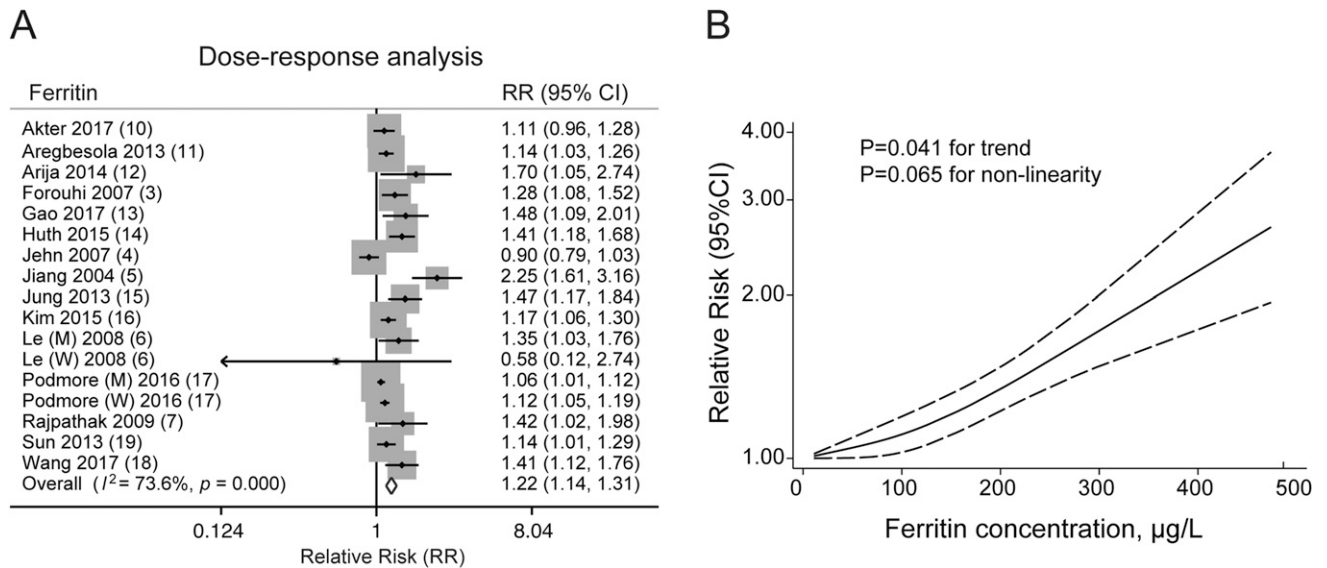 A
Dose-response analysis
Ferritin RR (95% CI)
Akter 2017 (10) 1.11 (0.96, 1.28)
Aregbesola 2013 (11) 1.14 (1.03, 1.26)
Arija 2014 (12) 1.70 (1.05, 2.74)
Forouhi 2007 (3) 1.28 (1.08, 1.52)
Gao 2017 (13) 1.48 (1.09, 2.01)
Huth 2015 (14) 1.41 (1.18, 1.68)
Jehn 2007 (4) 0.90 (0.79, 1.03)
Jiang 2004 (5) 2.25 (1.61, 3.16)
Jung 2013 (15) 1.47 (1.17, 1.84)
Kim 2015 (16) 1.17 (1.06, 1.30)
Le (M) 2008 (6) 1.35 (1.03, 1.76)
Le (W) 2008 (6) 0.58 (0.12, 2.74)
Podmore (M) 2016 (17) 1.06 (1.01, 1.12)
Podmore (W) 2016 (17) 1.12 (1.05, 1.19)
Rajpathak 2009 (7) 1.42 (1.02, 1.98)
Sun 2013 (19) 1.14 (1.01, 1.29)
Wang 2017 (18) 1.41 (1.12, 1.76)
Overall (I²= 73.6%, p = 0.000) 1.22 (1.14, 1.31)
0.124 1 8.04
Relative Risk (RR)
B
P=0.041 for trend
P=0.065 for non-linearity
Relative Risk (95%CI)
4.00
3.00
2.00
1.00
0 100 200 300 400 500
Ferritin concentration, µg/L